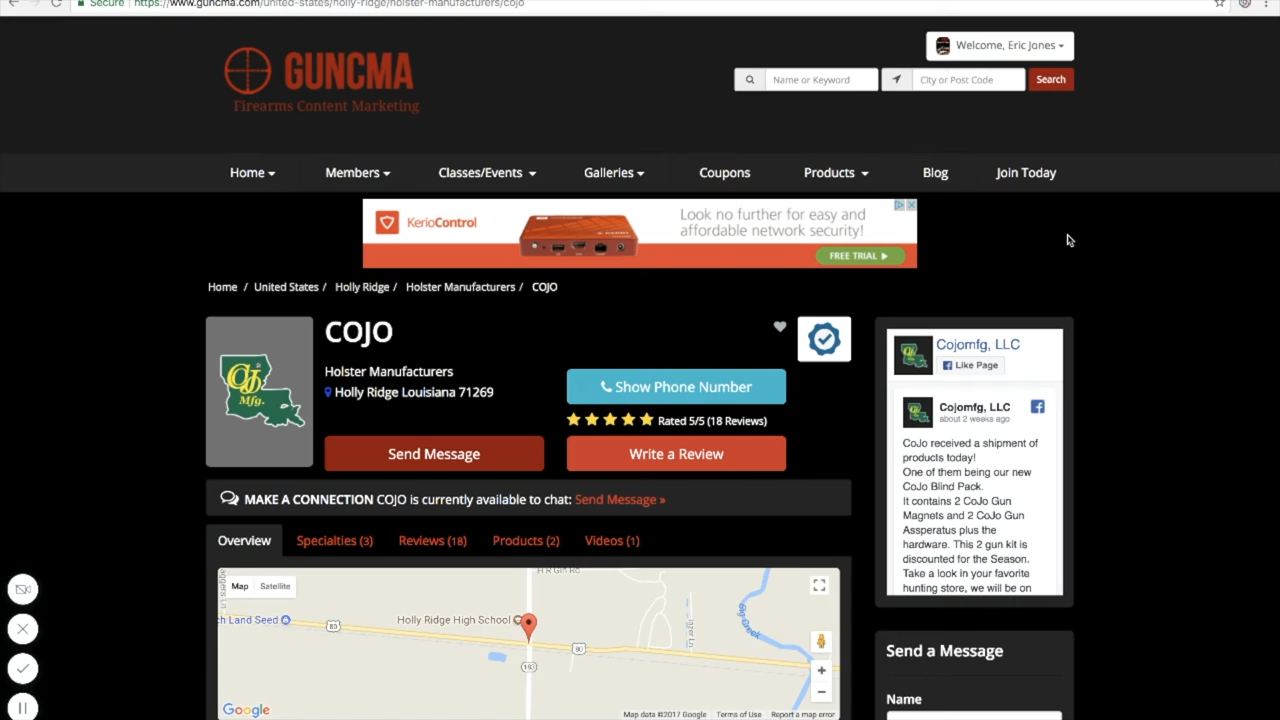 Secure
https://www.guncma.com/united-states/holly-ridge/holster-manufacturers/cojo
GUNCMA
Firearms Content Marketing
Welcome, Eric Jones
Name or Keyword
City or Post Code
Search
Home
Members
Classes/Events
Galleries
Coupons
Products
Blog
Join Today
KerioControl
Look no further for easy and
affordable network security!
FREE TRIAL
Home / United States / Holly Ridge / Holster Manufacturers / COJO
CJ
Mfg.
COJO
Holster Manufacturers
Holly Ridge Louisiana 71269
Show Phone Number
Rated 5/5 (18 Reviews)
Send Message
Write a Review
MAKE A CONNECTION COJO is currently available to chat: Send Message »
Overview
Specialties (3)
Reviews (18)
Products (2)
Videos (1)
Map
Satellite
ch Land Seed
80
Holly Ridge High School
80
183
Big Creek
Google
Map data ©2017 Google
Terms of Use
Report a map error
Cojomfg, LLC
Like Page
Cojomfg, LLC
about 2 weeks ago
CoJo received a shipment of
products today!
One of them being our new
CoJo Blind Pack.
It contains 2 CoJo Gun
Magnets and 2 CoJo Gun
Assperatus plus the
hardware. This 2 gun kit is
discounted for the Season.
Take a look in your favorite
hunting store, we will be on
Send a Message
Name